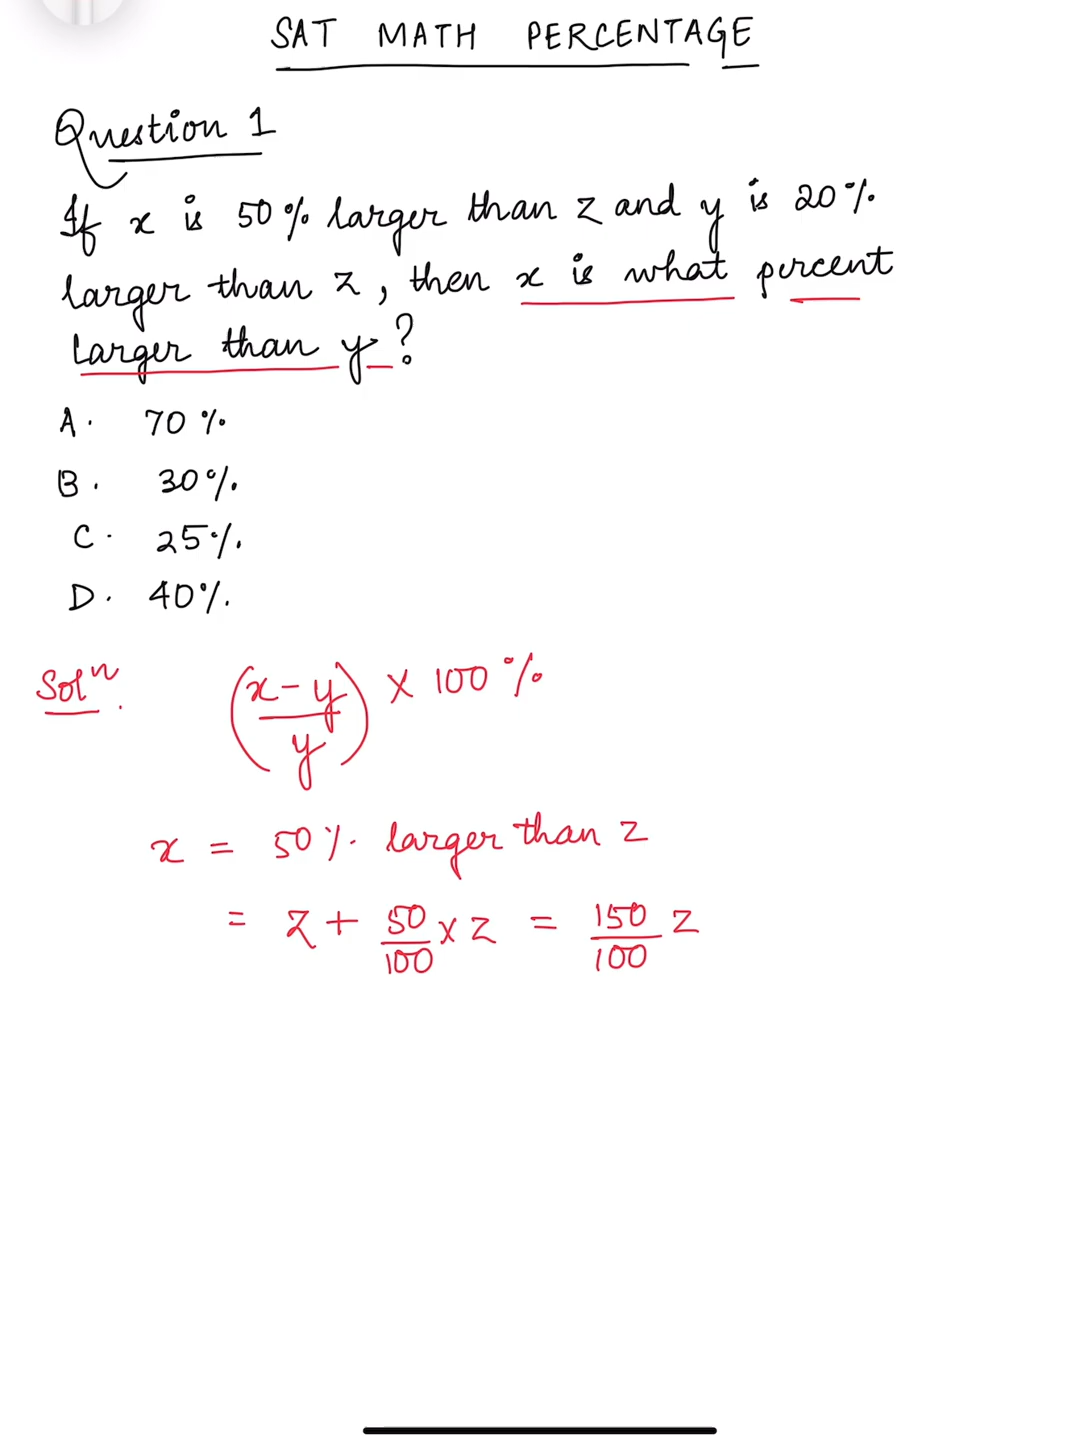 SAT MATH PERCENTAGE
Question 1
If x is 50% larger than z and y is 20%
larger than z, then x is what percent
larger than y?
A. 70%
B. 30%
C. 25%
D. 40%
Solⁿ. ((x-y)/y) × 100%
x = 50% larger than z
= z + 50/100 × z = 150/100 z